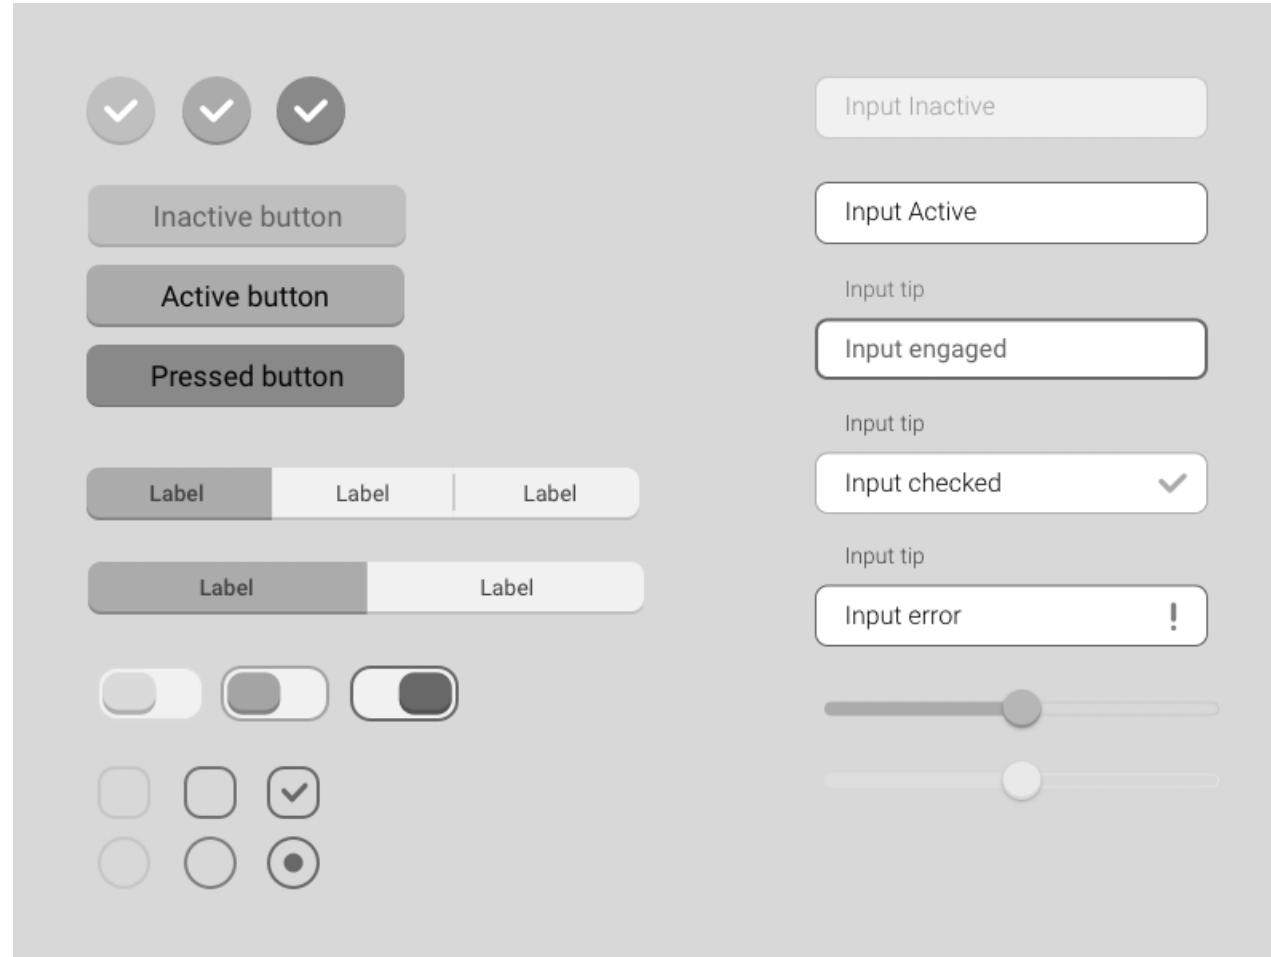 Inactive button
Active button
Pressed button
Label Label Label
Label Label
Input Inactive
Input Active
Input tip
Input engaged
Input tip
Input checked
Input tip
Input error